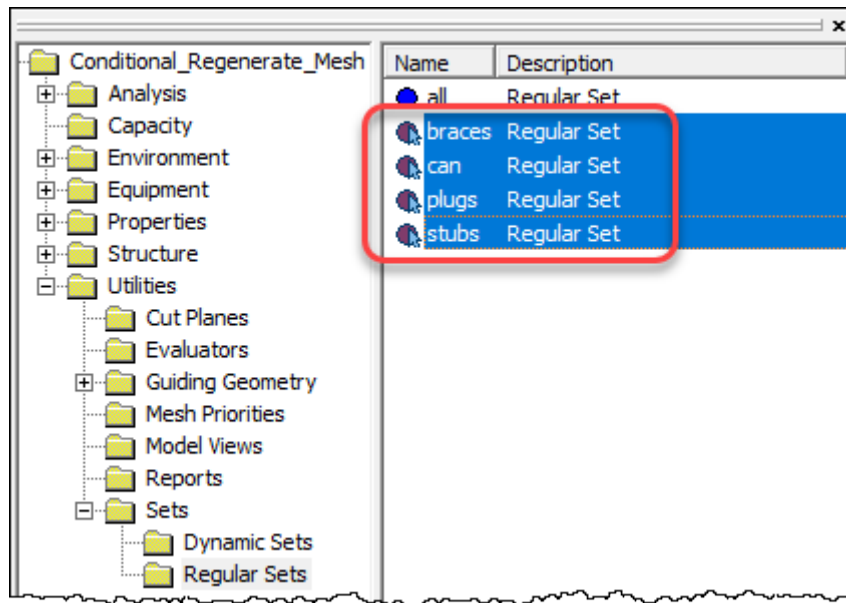 Conditional_Regenerate_Mesh
Analysis
Capacity
Environment
Equipment
Properties
Structure
Utilities
Cut Planes
Evaluators
Guiding Geometry
Mesh Priorities
Model Views
Reports
Sets
Dynamic Sets
Regular Sets
Name Description
all Regular Set
braces Regular Set
can Regular Set
plugs Regular Set
stubs Regular Set